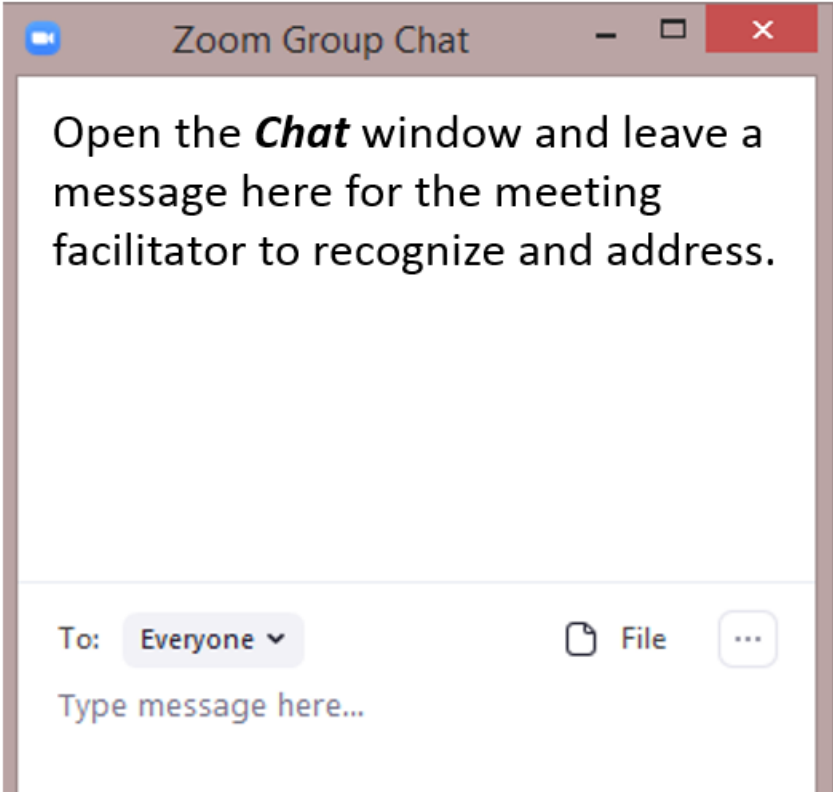 Zoom Group Chat
Open the Chat window and leave a
message here for the meeting
facilitator to recognize and address.
To: Everyone File
Type message here...